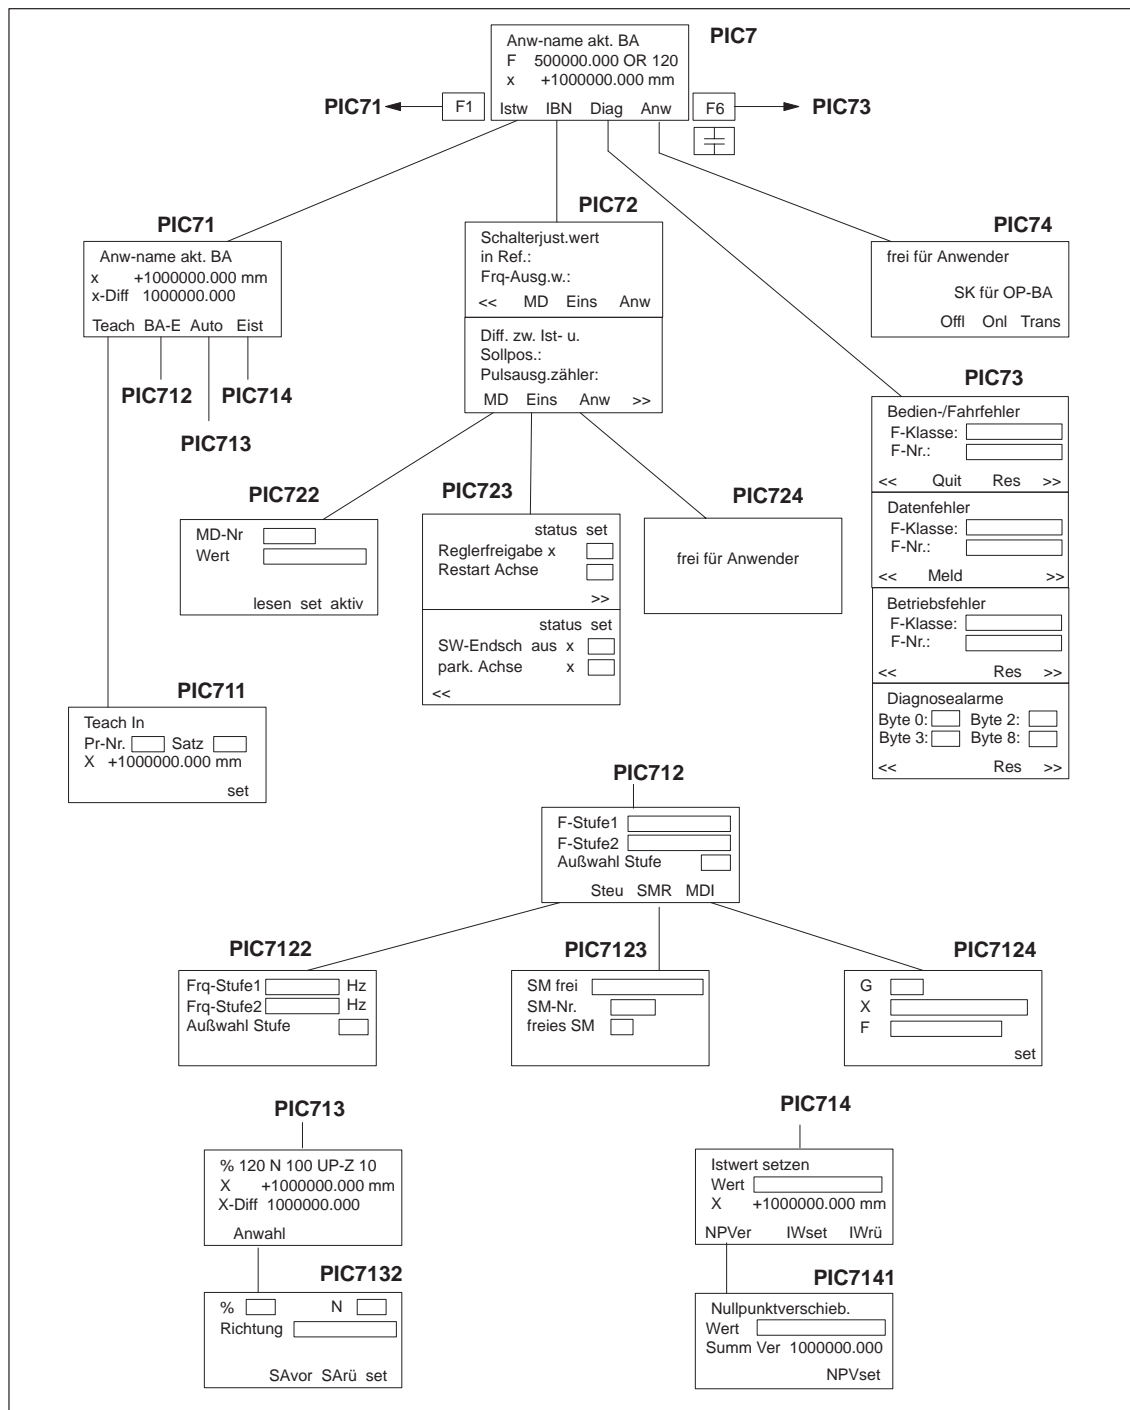 PIC7
Anw-name akt. BA
F 500000.000 OR 120
x +1000000.000 mm
Istw IBN Diag Anw
PIC71
F1
F6
PIC73
PIC71
Anw-name akt. BA
x +1000000.000 mm
x-Diff 1000000.000
Teach BA-E Auto Eist
PIC712
PIC714
PIC713
PIC72
Schalterjust.wert
in Ref.:
Frq-Ausg.w.:
<< MD Eins Anw
Diff. zw. Ist- u.
Sollpos.:
Pulsausg.zähler:
MD Eins Anw >>
PIC74
frei für Anwender
SK für OP-BA
Offl Onl Trans
PIC73
Bedien-/Fahrfehler
F-Klasse:
F-Nr.:
<< Quit Res >>
Datenfehler
F-Klasse:
F-Nr.:
<< Meld >>
Betriebsfehler
F-Klasse:
F-Nr.:
<< Res >>
Diagnosealarme
Byte 0: Byte 2:
Byte 3: Byte 8:
<< Res >>
PIC722
MD-Nr
Wert
lesen set aktiv
PIC723
status set
Reglerfreigabe x
Restart Achse
>>
status set
SW-Endsch aus x
park. Achse x
<<
PIC724
frei für Anwender
PIC711
Teach In
Pr-Nr. Satz
X +1000000.000 mm
set
PIC712
F-Stufe1
F-Stufe2
Außwahl Stufe
Steu SMR MDI
PIC7122
Frq-Stufe1 Hz
Frq-Stufe2 Hz
Außwahl Stufe
PIC7123
SM frei
SM-Nr.
freies SM
PIC7124
G
X
F
set
PIC713
% 120 N 100 UP-Z 10
X +1000000.000 mm
X-Diff 1000000.000
Anwahl
PIC7132
% N
Richtung
SAvor SArü set
PIC714
Istwert setzen
Wert
X +1000000.000 mm
NPVer IWset IWrü
PIC7141
Nullpunktverschieb.
Wert
Summ Ver 1000000.000
NPVset